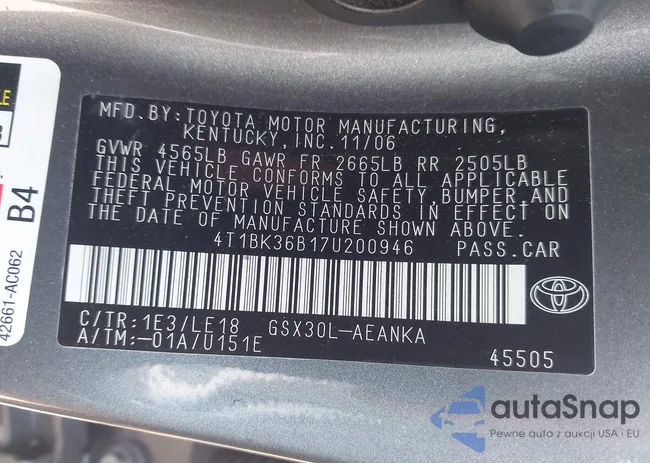 MFD.BY:TOYOTA MOTOR MANUFACTURING,
KENTUCKY, INC. 11/06
GVWR 4565LB GAWR FR 2665LB RR 2505LB
THIS VEHICLE CONFORMS TO ALL APPLICABLE
FEDERAL MOTOR VEHICLE SAFETY,BUMPER,AND
THEFT PREVENTION STANDARDS IN EFFECT ON
THE DATE OF MANUFACTURE SHOWN ABOVE.
4T1BK36B17U200946 PASS.CAR
C/TR:1E3/LE18 GSX30L-AEANKA
A/TM:-01A/U151E
45505
B4
42661-AC062
autaSnap
Pewne auta z aukcji USA i EU